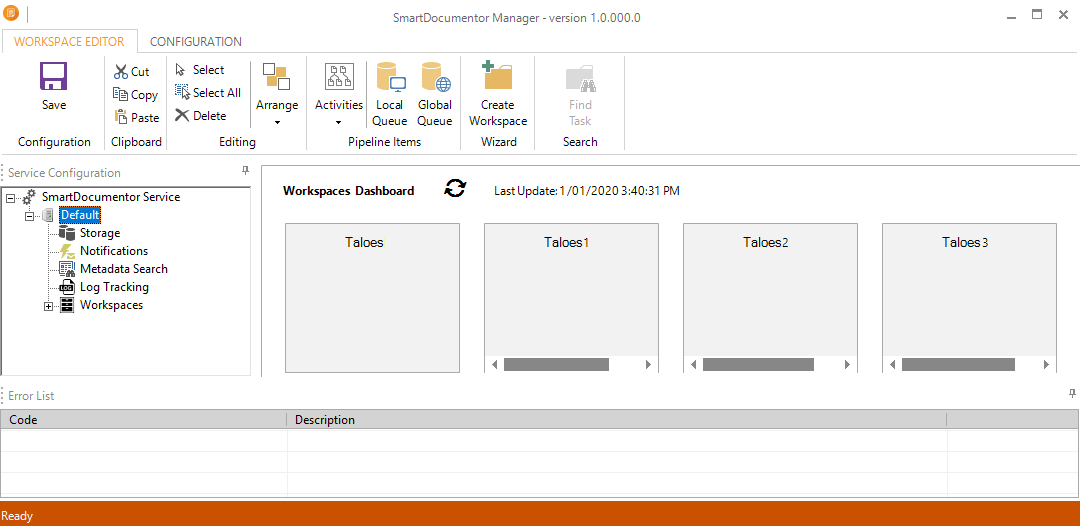 SmartDocumentor Manager - version 1.0.000.0
WORKSPACE EDITOR CONFIGURATION
Save
Cut
Copy
Paste
Select
Select All
Delete
Arrange
Activities
Local
Queue
Global
Queue
Create
Workspace
Find
Task
Configuration Clipboard Editing Pipeline Items Wizard Search
Service Configuration
SmartDocumentor Service
Default
Storage
Notifications
Metadata Search
LOG Log Tracking
Workspaces
Workspaces Dashboard Last Update: 1/01/2020 3:40:31 PM
Taloes Taloes1 Taloes2 Taloes3
Error List
Code Description
Ready